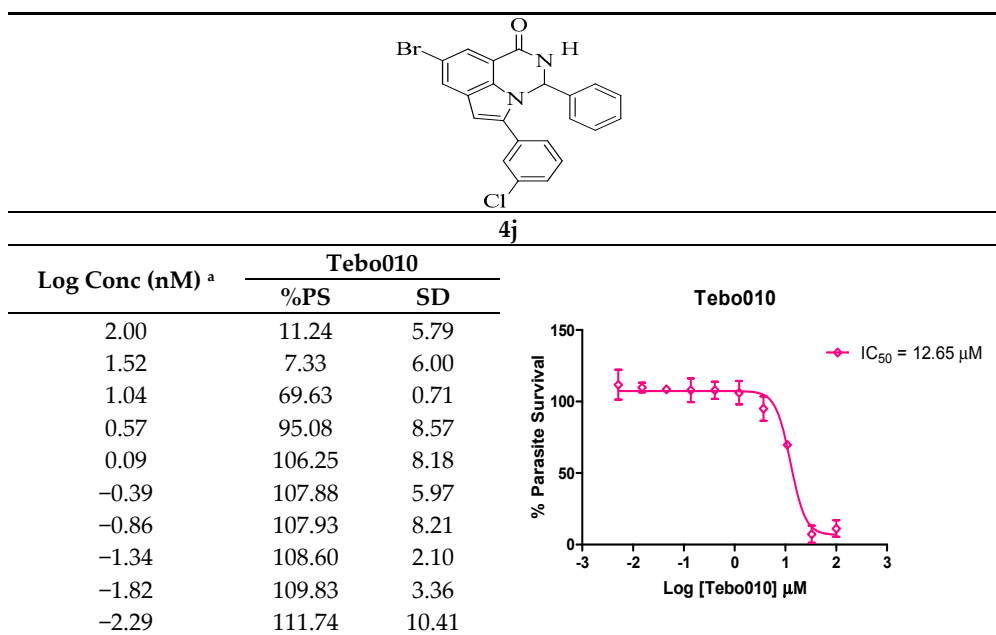 O
Br
N
H
N
Cl
4j
Log Conc (nM) a
Tebo010
%PS SD
2.00 11.24 5.79
1.52 7.33 6.00
1.04 69.63 0.71
0.57 95.08 8.57
0.09 106.25 8.18
−0.39 107.88 5.97
−0.86 107.93 8.21
−1.34 108.60 2.10
−1.82 109.83 3.36
−2.29 111.74 10.41
Tebo010
% Parasite Survival
150
100
50
0
-3 -2 -1 0 1 2 3
Log [Tebo010] μM
IC50 = 12.65 μM